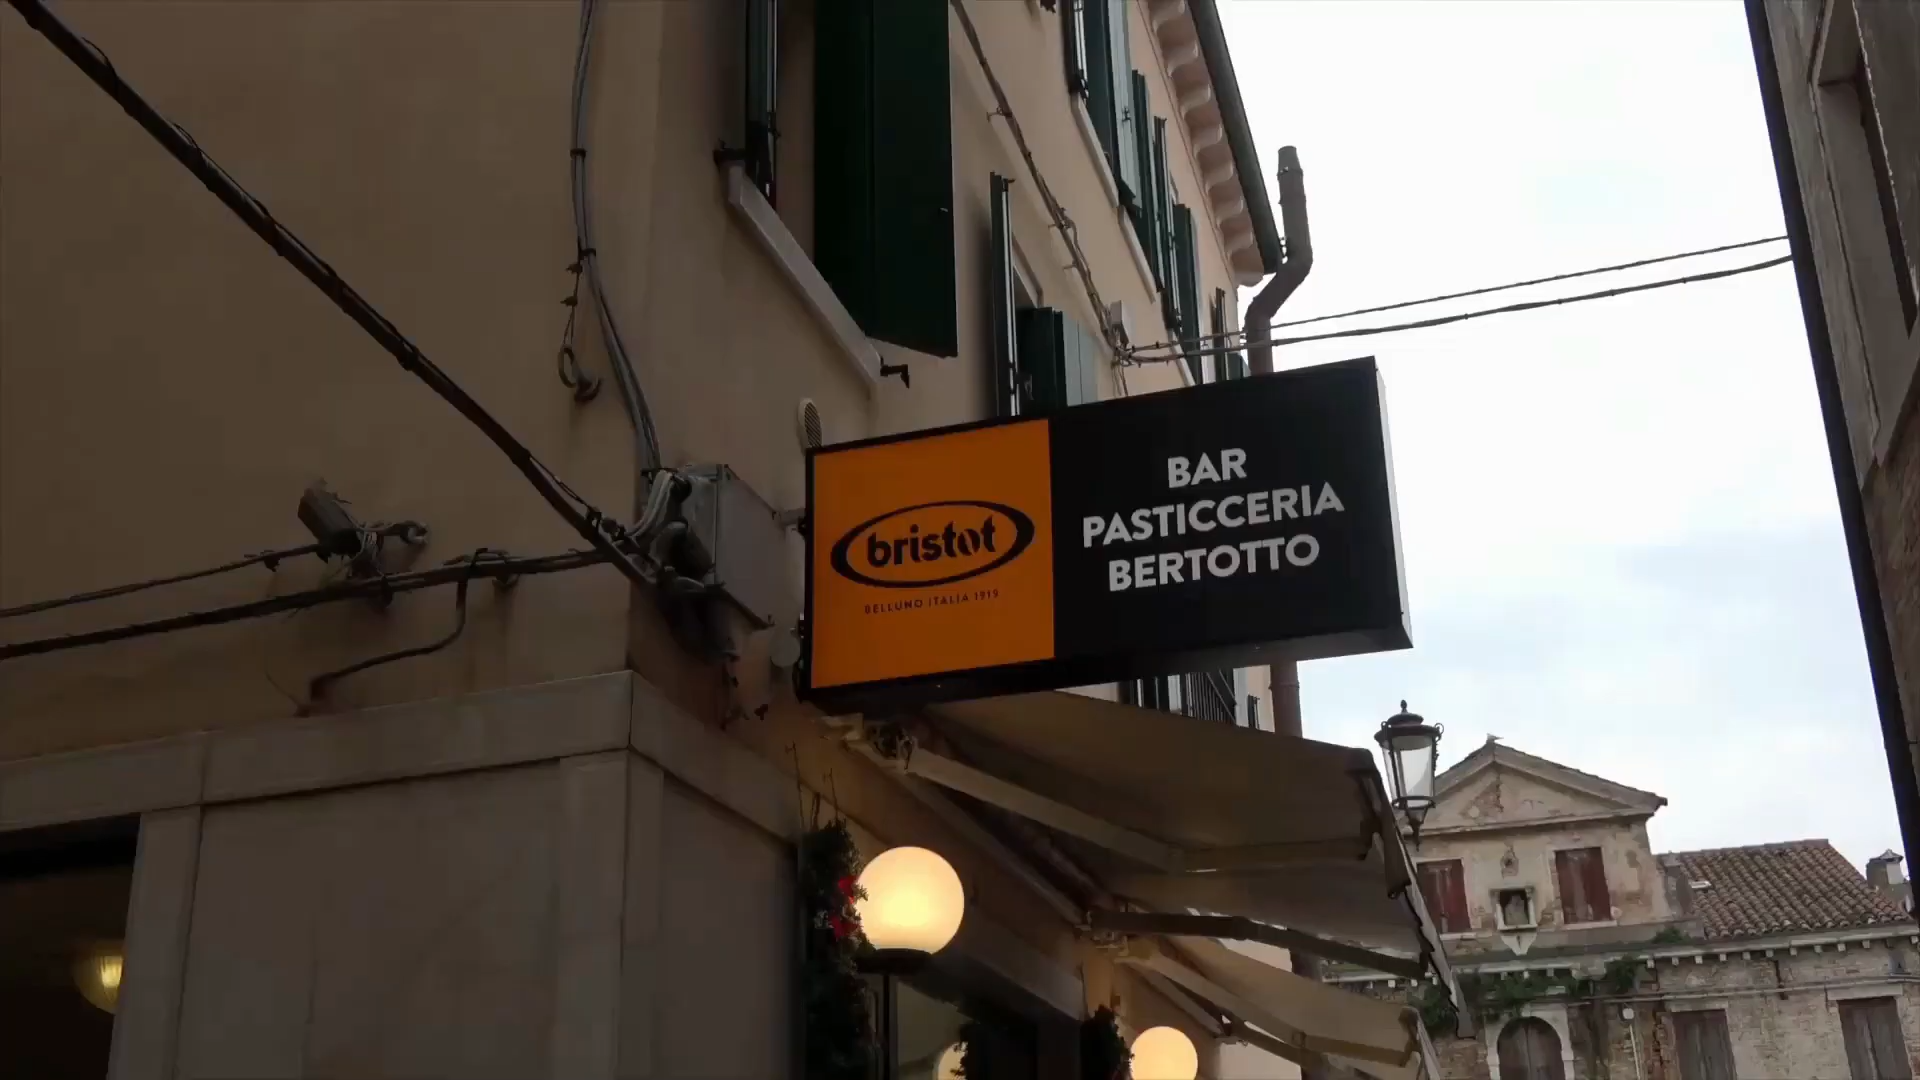 bristot
BELLUNO ITALIA 1919
BAR
PASTICCERIA
BERTOTTO